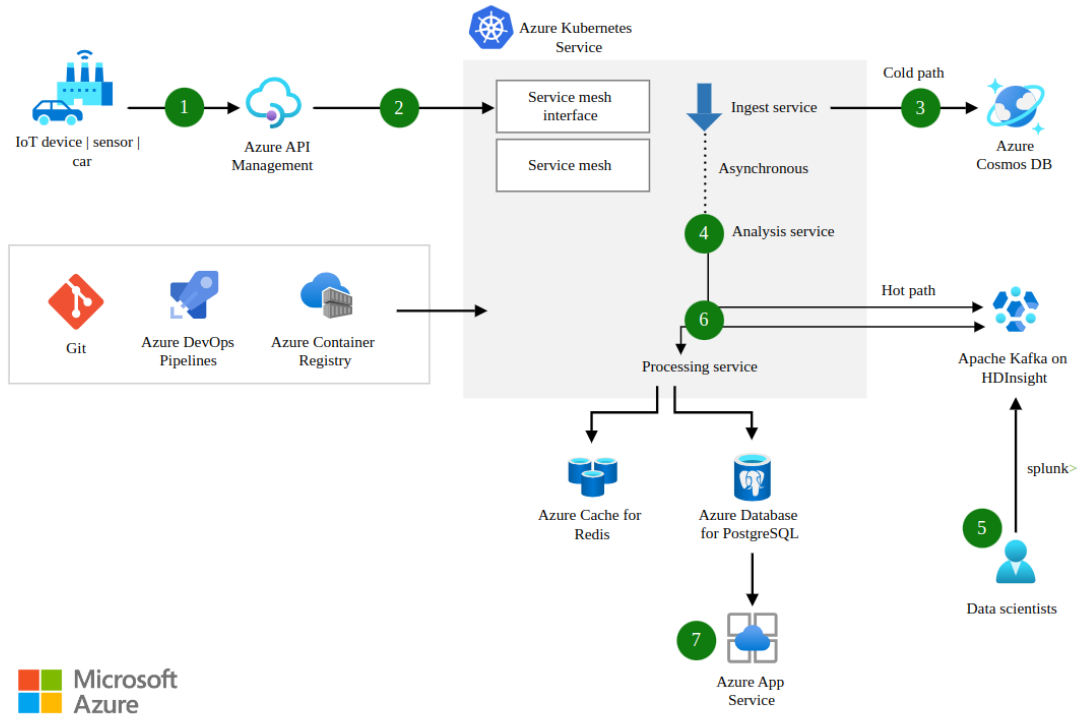 Azure Kubernetes
Service
Cold path
1
2
Service mesh
interface
Ingest service
3
IoT device | sensor |
car
Azure API
Management
Azure
Cosmos DB
Service mesh
Asynchronous
4
Analysis service
Hot path
6
Git
Azure DevOps
Pipelines
Azure Container
Registry
Processing service
Apache Kafka on
HDInsight
splunk>
Azure Cache for
Redis
Azure Database
for PostgreSQL
5
Data scientists
7
Azure App
Service
Microsoft
Azure